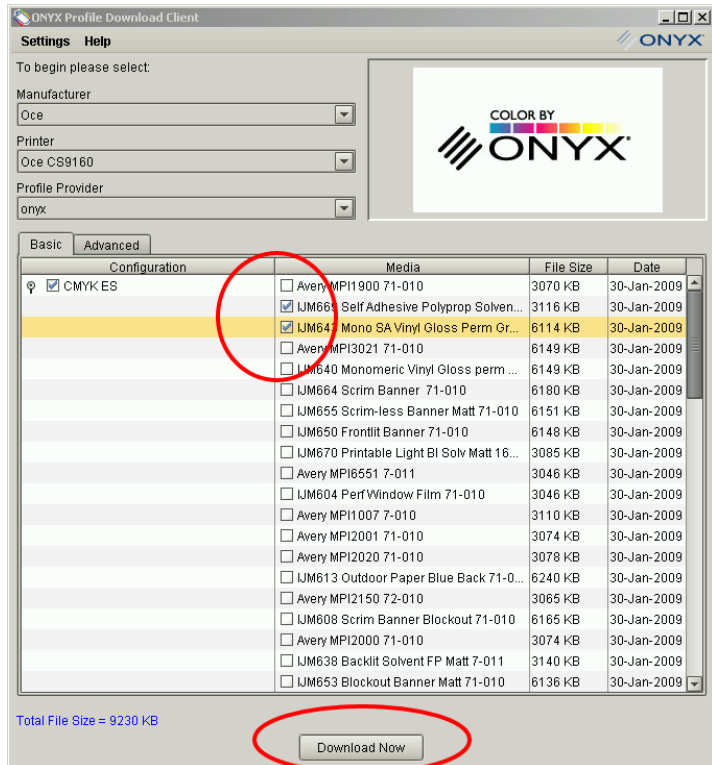 ONYX Profile Download Client
Settings Help
ONYX
To begin please select:
Manufacturer
Oce
Printer
Oce CS9160
Profile Provider
onyx
COLOR BY
ONYX
Basic Advanced
Configuration Media File Size Date
CMYK ES Avery MPI1900 71-010 3070 KB 30-Jan-2009
IJM669 Self Adhesive Polyprop Solven... 3116 KB 30-Jan-2009
IJM643 Mono SA Vinyl Gloss Perm Gr... 6114 KB 30-Jan-2009
Avery MPI3021 71-010 6149 KB 30-Jan-2009
IJM640 Monomeric Vinyl Gloss perm ... 6149 KB 30-Jan-2009
IJM664 Scrim Banner 71-010 6180 KB 30-Jan-2009
IJM655 Scrim-less Banner Matt 71-010 6151 KB 30-Jan-2009
IJM650 Frontlit Banner 71-010 6148 KB 30-Jan-2009
IJM670 Printable Light Bl Solv Matt 16... 3085 KB 30-Jan-2009
Avery MPI6551 7-011 3046 KB 30-Jan-2009
IJM604 Perf Window Film 71-010 3046 KB 30-Jan-2009
Avery MPI1007 7-010 3110 KB 30-Jan-2009
Avery MPI2001 71-010 3074 KB 30-Jan-2009
Avery MPI2020 71-010 3078 KB 30-Jan-2009
IJM613 Outdoor Paper Blue Back 71-0... 6240 KB 30-Jan-2009
Avery MPI2150 72-010 3065 KB 30-Jan-2009
IJM608 Scrim Banner Blockout 71-010 6165 KB 30-Jan-2009
Avery MPI2000 71-010 3074 KB 30-Jan-2009
IJM638 Backlit Solvent FP Matt 7-011 3140 KB 30-Jan-2009
IJM653 Blockout Banner Matt 71-010 6136 KB 30-Jan-2009
Total File Size = 9230 KB
Download Now